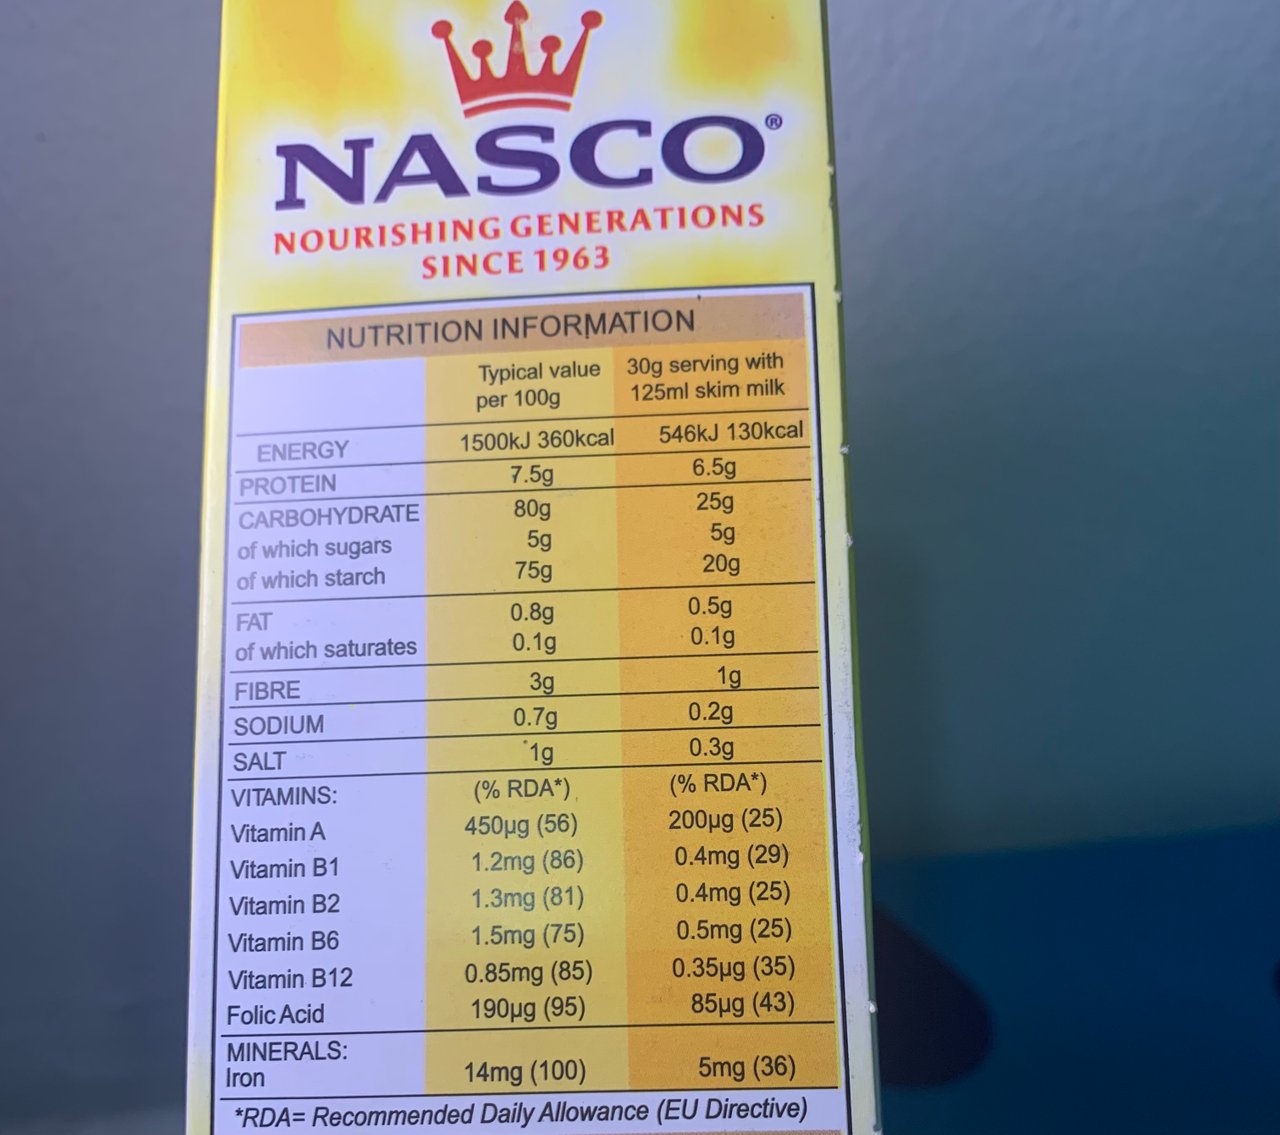 NASCO®
NOURISHING GENERATIONS
SINCE 1963
NUTRITION INFORMATION
Typical value per 100g 30g serving with 125ml skim milk
ENERGY 1500kJ 360kcal 546kJ 130kcal
PROTEIN 7.5g 6.5g
CARBOHYDRATE 80g 25g
of which sugars 5g 5g
of which starch 75g 20g
FAT 0.8g 0.5g
of which saturates 0.1g 0.1g
FIBRE 3g 1g
SODIUM 0.7g 0.2g
SALT 1g 0.3g
VITAMINS: (% RDA*) (% RDA*)
Vitamin A 450µg (56) 200µg (25)
Vitamin B1 1.2mg (86) 0.4mg (29)
Vitamin B2 1.3mg (81) 0.4mg (25)
Vitamin B6 1.5mg (75) 0.5mg (25)
Vitamin B12 0.85mg (85) 0.35µg (35)
Folic Acid 190µg (95) 85µg (43)
MINERALS:
Iron 14mg (100) 5mg (36)
*RDA= Recommended Daily Allowance (EU Directive)